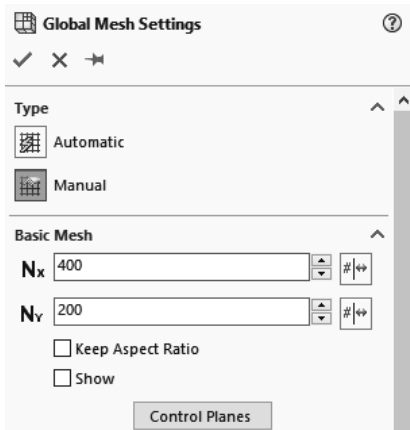 Global Mesh Settings
Type
Automatic
Manual
Basic Mesh
Nx 400
NY 200
Keep Aspect Ratio
Show
Control Planes